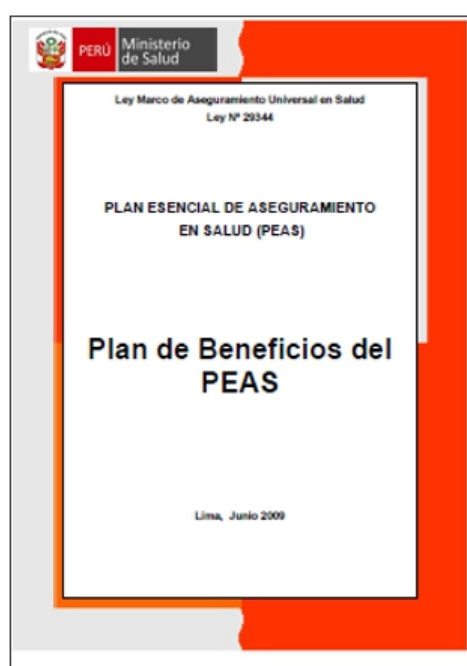 PERÚ
Ministerio
de Salud
Ley Marco de Aseguramiento Universal en Salud
Ley Nº 29344
PLAN ESENCIAL DE ASEGURAMIENTO
EN SALUD (PEAS)
Plan de Beneficios del
PEAS
Lima, Junio 2009